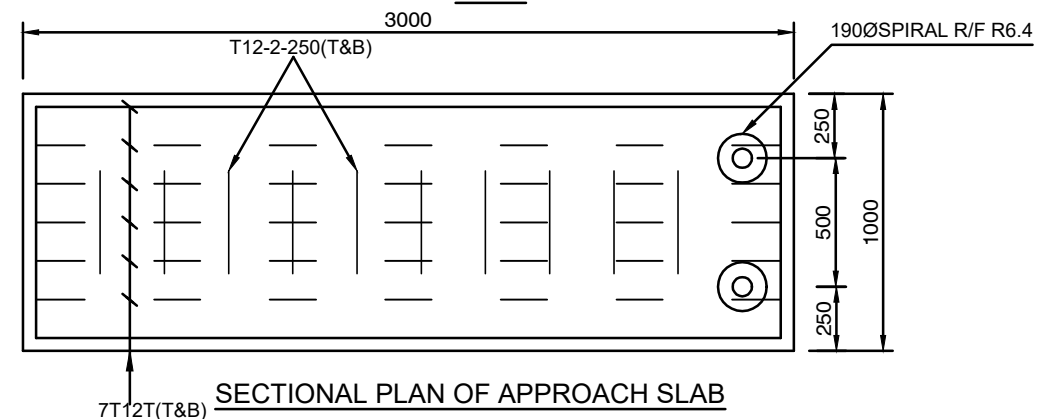 3000
190ØSPIRAL R/F R6.4
T12-2-250(T&B)
250
500
1000
250
SECTIONAL PLAN OF APPROACH SLAB
7T12T(T&B)